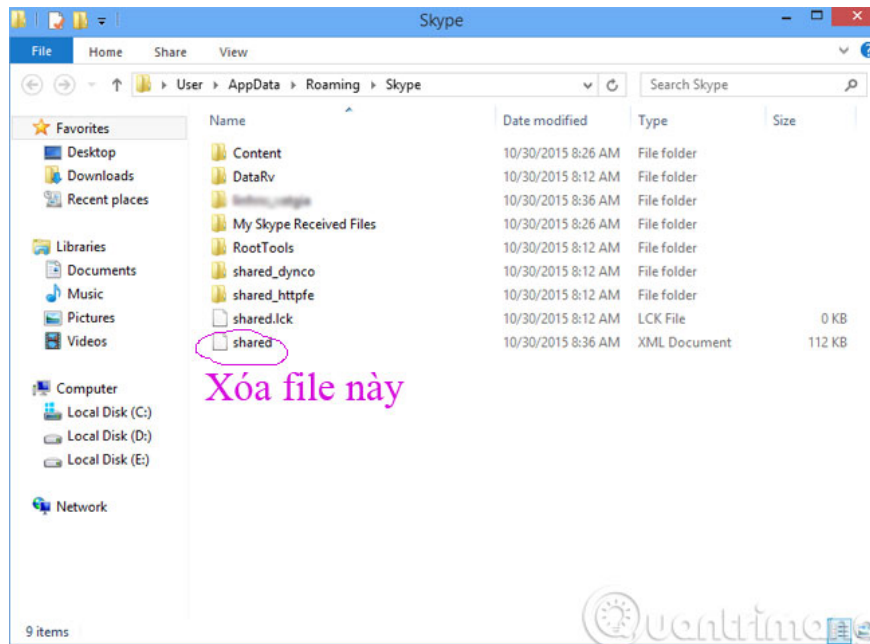 Skype
File Home Share View
User ▸ AppData ▸ Roaming ▸ Skype
Search Skype
Name Date modified Type Size
Favorites
Desktop
Downloads
Recent places
Libraries
Documents
Music
Pictures
Videos
Computer
Local Disk (C:)
Local Disk (D:)
Local Disk (E:)
Network
Content 10/30/2015 8:26 AM File folder
DataRv 10/30/2015 8:12 AM File folder
10/30/2015 8:36 AM File folder
My Skype Received Files 10/30/2015 8:26 AM File folder
RootTools 10/30/2015 8:12 AM File folder
shared_dynco 10/30/2015 8:12 AM File folder
shared_httpfe 10/30/2015 8:12 AM File folder
shared.lck 10/30/2015 8:12 AM LCK File 0 KB
shared 10/30/2015 8:36 AM XML Document 112 KB
Xóa file này
9 items